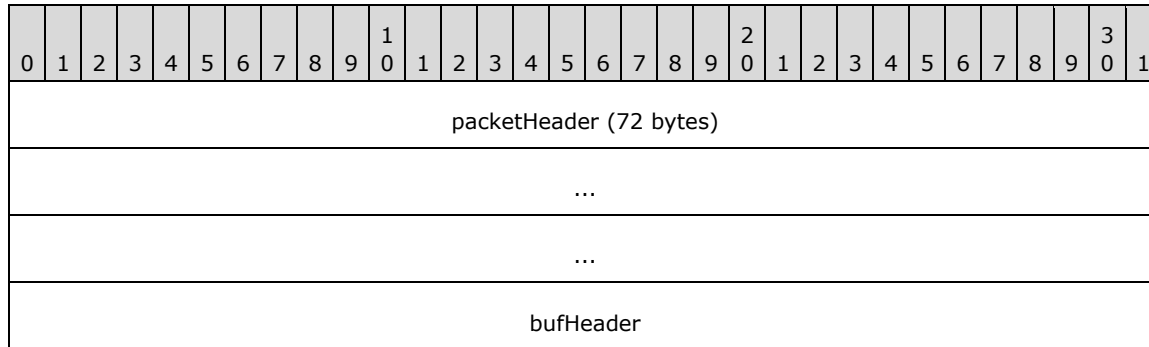 1 2 3
0 1 2 3 4 5 6 7 8 9 0 1 2 3 4 5 6 7 8 9 0 1 2 3 4 5 6 7 8 9 0 1
packetHeader (72 bytes)
...
...
bufHeader